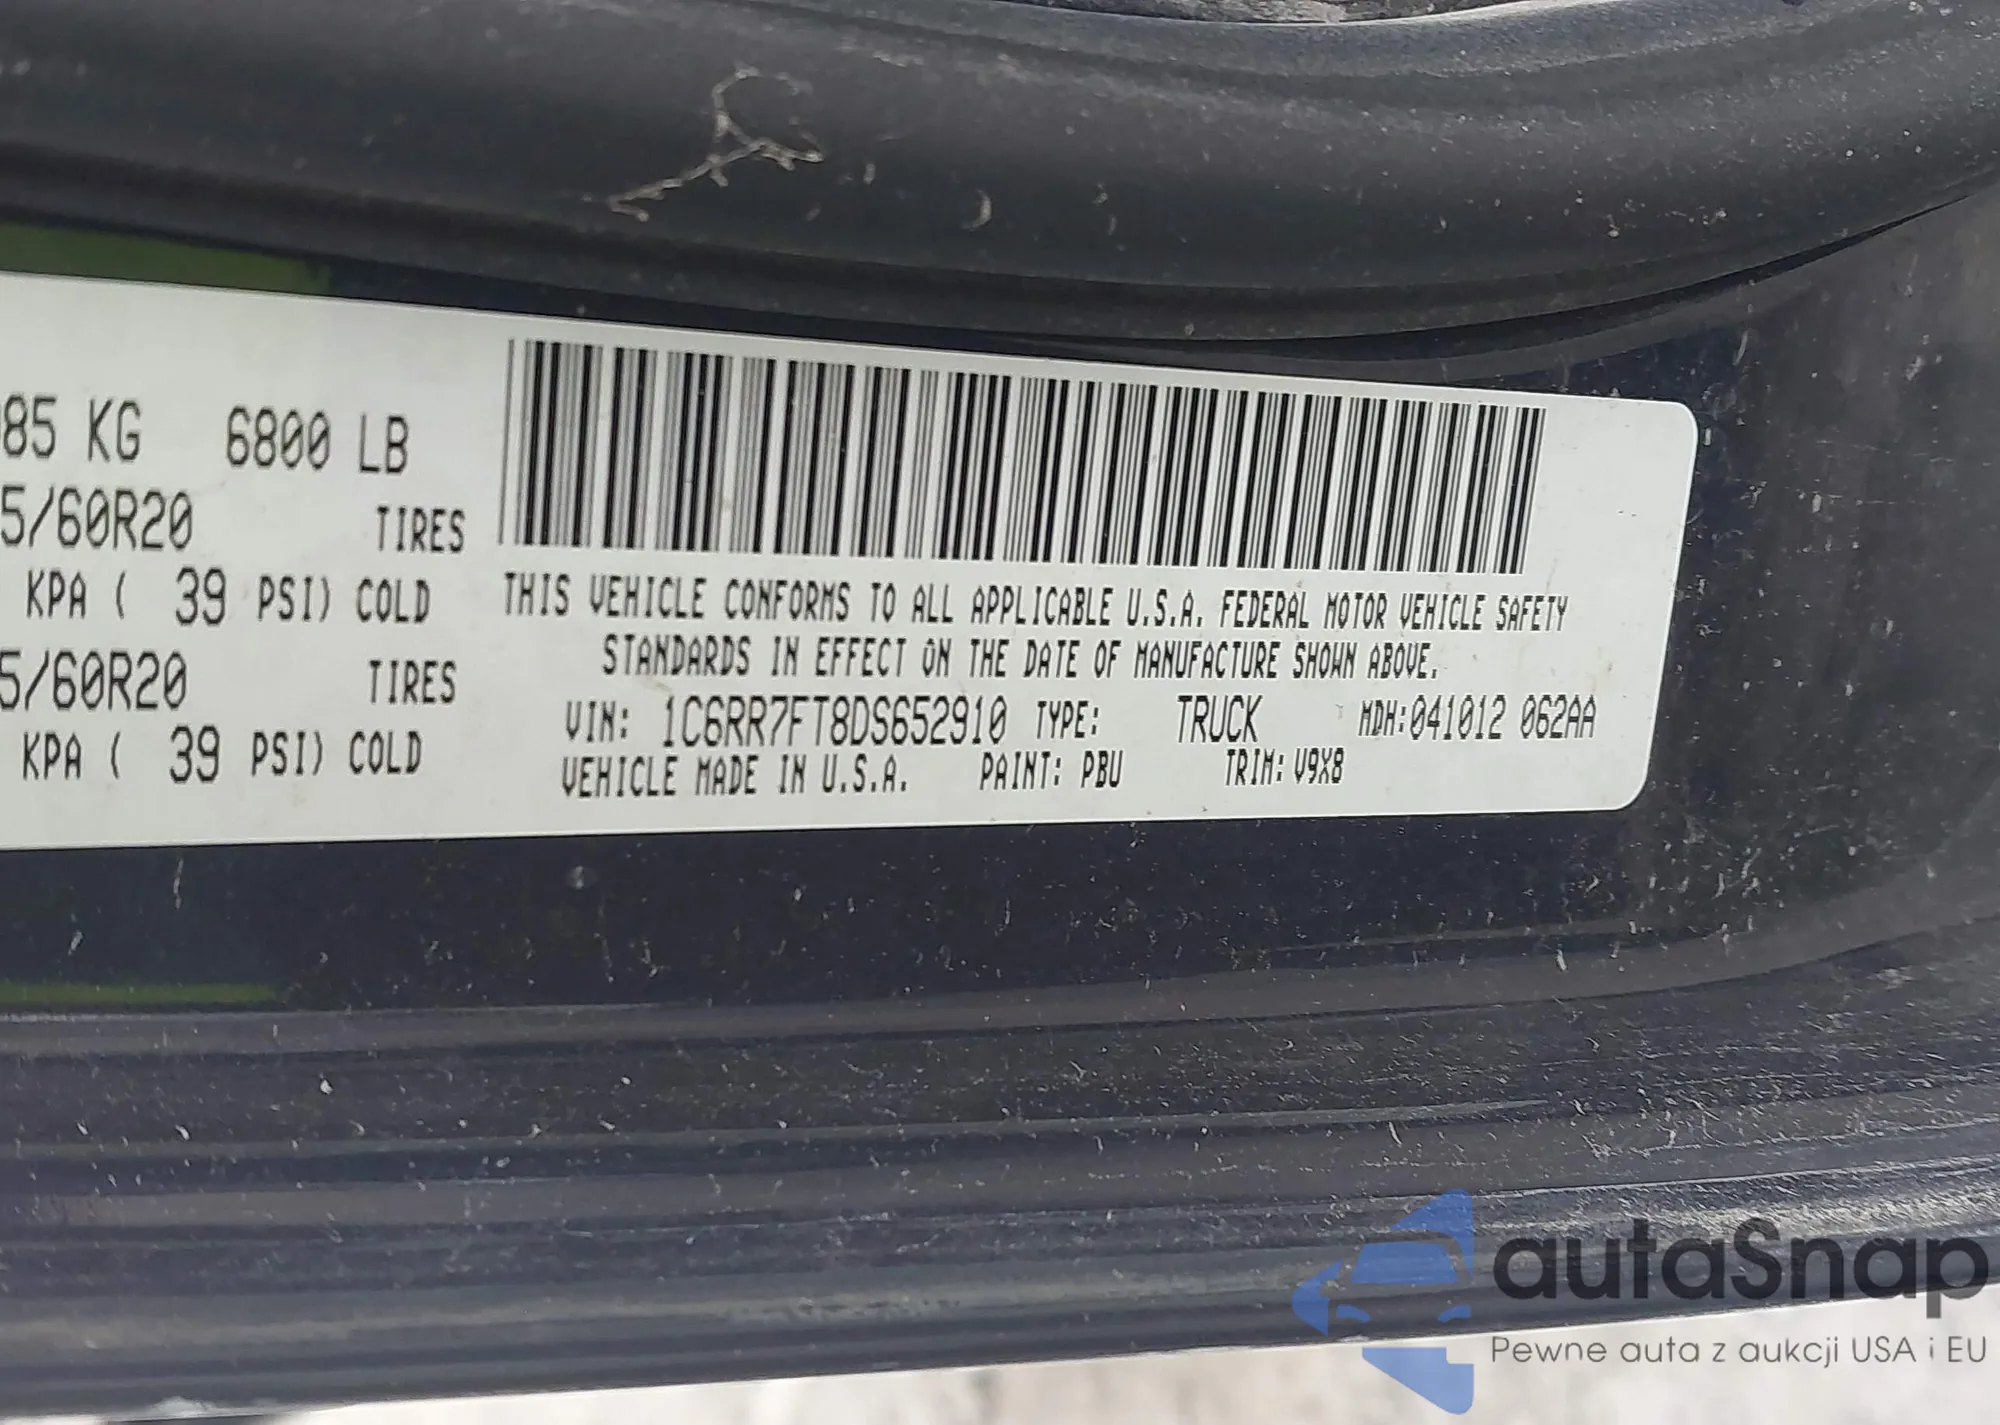 085 KG 6800 LB
5/60R20 TIRES
KPA ( 39 PSI) COLD
5/60R20 TIRES
KPA ( 39 PSI) COLD
THIS VEHICLE CONFORMS TO ALL APPLICABLE U.S.A. FEDERAL MOTOR VEHICLE SAFETY
STANDARDS IN EFFECT ON THE DATE OF MANUFACTURE SHOWN ABOVE.
VIN: 1C6RR7FT8DS652910 TYPE: TRUCK MDH:041012 062AA
VEHICLE MADE IN U.S.A. PAINT: PBU TRIM: V9X8
autaSnap
Pewne auta z aukcji USA i EU